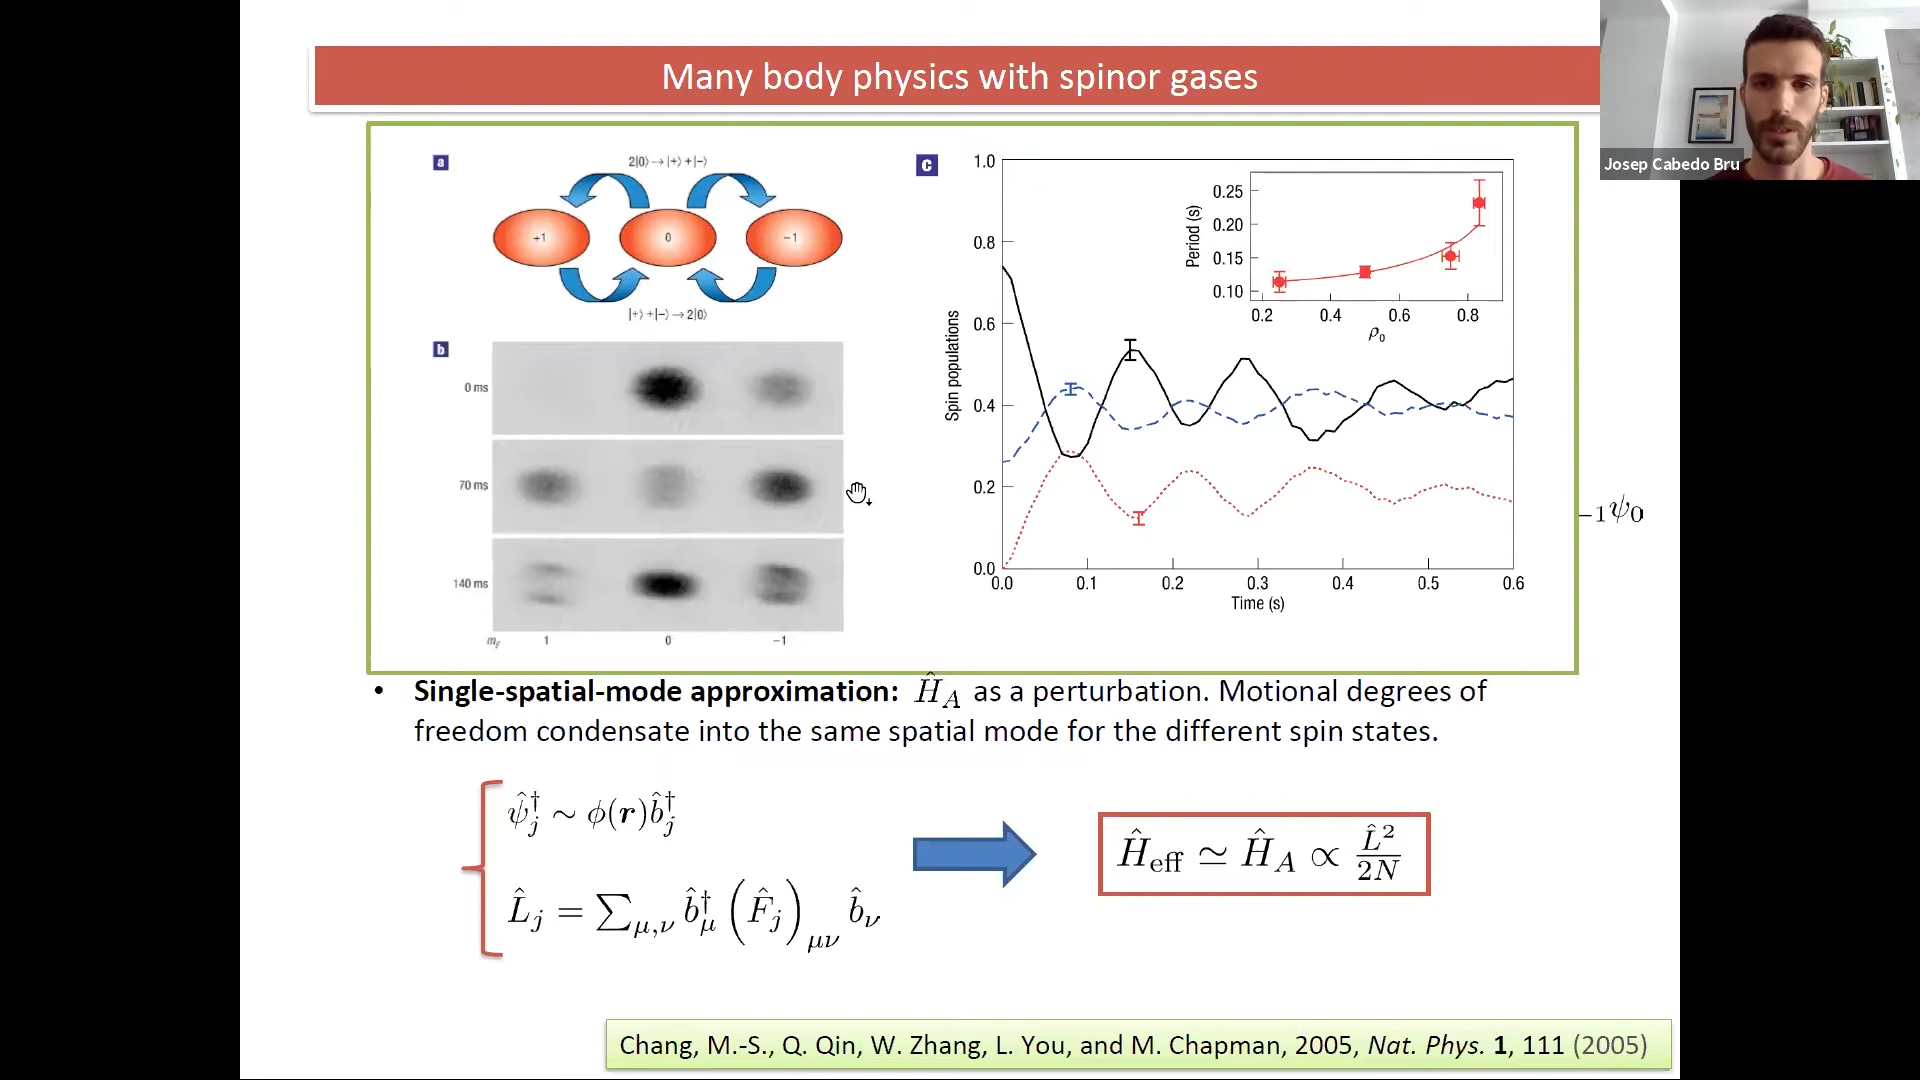 Many body physics with spinor gases
Josep Cabedo Bru
a
2|0⟩→|+⟩+|−⟩
+1
0
−1
|+⟩+|−⟩→2|0⟩
b
0 ms
70 ms
140 ms
m_F 1 0 −1
c
1.0
0.8
0.6
0.4
0.2
0.0
Spin populations
0.0 0.1 0.2 0.3 0.4 0.5 0.6
Time (s)
0.25
0.20
0.15
0.10
Period (s)
0.2 0.4 0.6 0.8
ρ₀
−1ψ₀
• Single-spatial-mode approximation: Ĥ_A as a perturbation. Motional degrees of
freedom condensate into the same spatial mode for the different spin states.
ψ̂†_j ∼ ϕ(r)b̂†_j
L̂_j = ∑_{μ,ν} b̂†_μ (F̂_j)_{μν} b̂_ν
Ĥ_eff ≃ Ĥ_A ∝ L̂²/2N
Chang, M.-S., Q. Qin, W. Zhang, L. You, and M. Chapman, 2005, Nat. Phys. 1, 111 (2005)